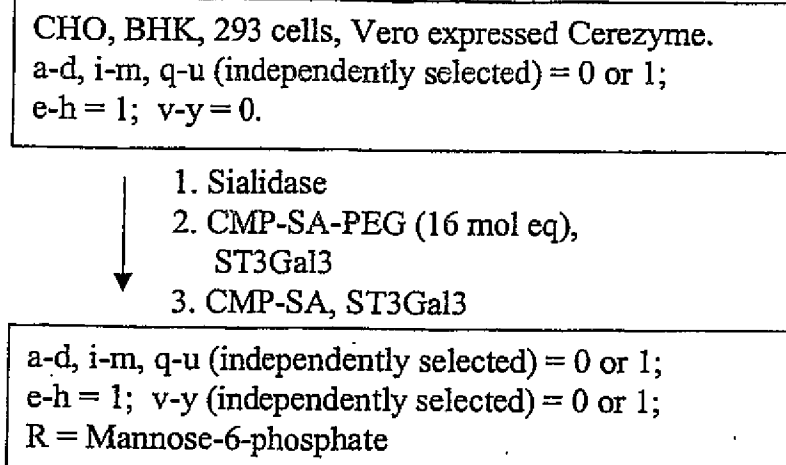 CHO, BHK, 293 cells, Vero expressed Cerezyme.
a-d, i-m, q-u (independently selected) = 0 or 1;
e-h = 1; v-y = 0.
1. Sialidase
2. CMP-SA-PEG (16 mol eq),
ST3Gal3
3. CMP-SA, ST3Gal3
a-d, i-m, q-u (independently selected) = 0 or 1;
e-h = 1; v-y (independently selected) = 0 or 1;
R = Mannose-6-phosphate